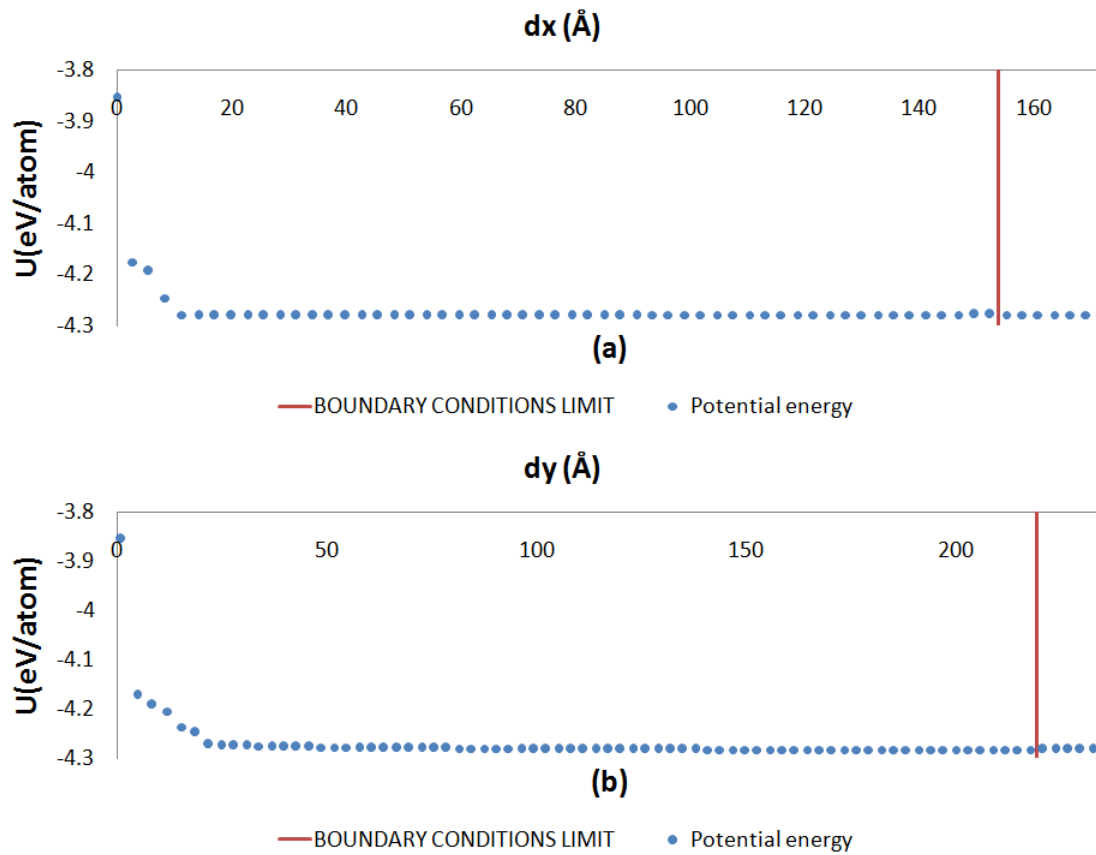 dx (Å)
-3.8
0 20 40 60 80 100 120 140 160
-3.9
-4
-4.1
-4.2
-4.3
U(eV/atom)
(a)
BOUNDARY CONDITIONS LIMIT Potential energy
dy (Å)
-3.8
0 50 100 150 200
-3.9
-4
-4.1
-4.2
-4.3
U(eV/atom)
(b)
BOUNDARY CONDITIONS LIMIT Potential energy